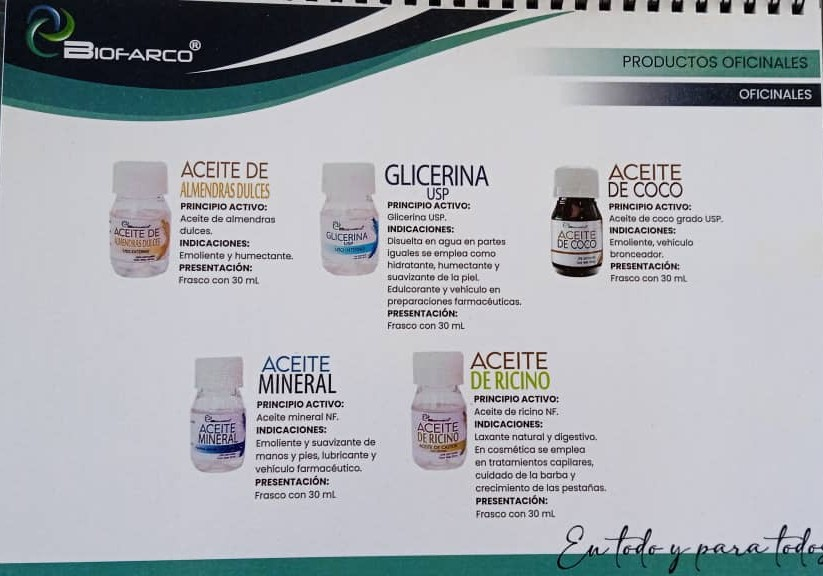 BIOFARCO®
PRODUCTOS OFICINALES
OFICINALES
ACEITE DE
ALMENDRAS DULCES
PRINCIPIO ACTIVO:
Aceite de almendras
dulces.
INDICACIONES:
Emoliente y humectante.
PRESENTACIÓN:
Frasco con 30 mL
ACEITE DE
ALMENDRAS DULCES
GLICERINA
USP
PRINCIPIO ACTIVO:
Glicerina USP.
INDICACIONES:
Disuelta en agua en partes
iguales se emplea como
hidratante, humectante y
suavizante de la piel.
Edulcorante y vehículo en
preparaciones farmacéuticas.
PRESENTACIÓN:
Frasco con 30 mL
GLICERINA
USP
ACEITE
DE COCO
PRINCIPIO ACTIVO:
Aceite de coco grado USP.
INDICACIONES:
Emoliente, vehículo
bronceador.
PRESENTACIÓN:
Frasco con 30 mL
ACEITE
DE COCO
ACEITE
MINERAL
PRINCIPIO ACTIVO:
Aceite mineral NF.
INDICACIONES:
Emoliente y suavizante de
manos y pies, lubricante y
vehículo farmacéutico.
PRESENTACIÓN:
Frasco con 30 mL
ACEITE
MINERAL
ACEITE
DE RICINO
PRINCIPIO ACTIVO:
Aceite de ricino NF.
INDICACIONES:
Laxante natural y digestivo.
En cosmética se emplea
en tratamientos capilares,
cuidado de la barba y
crecimiento de las pestañas.
PRESENTACIÓN:
Frasco con 30 mL
ACEITE
DE RICINO
En todo y para todos